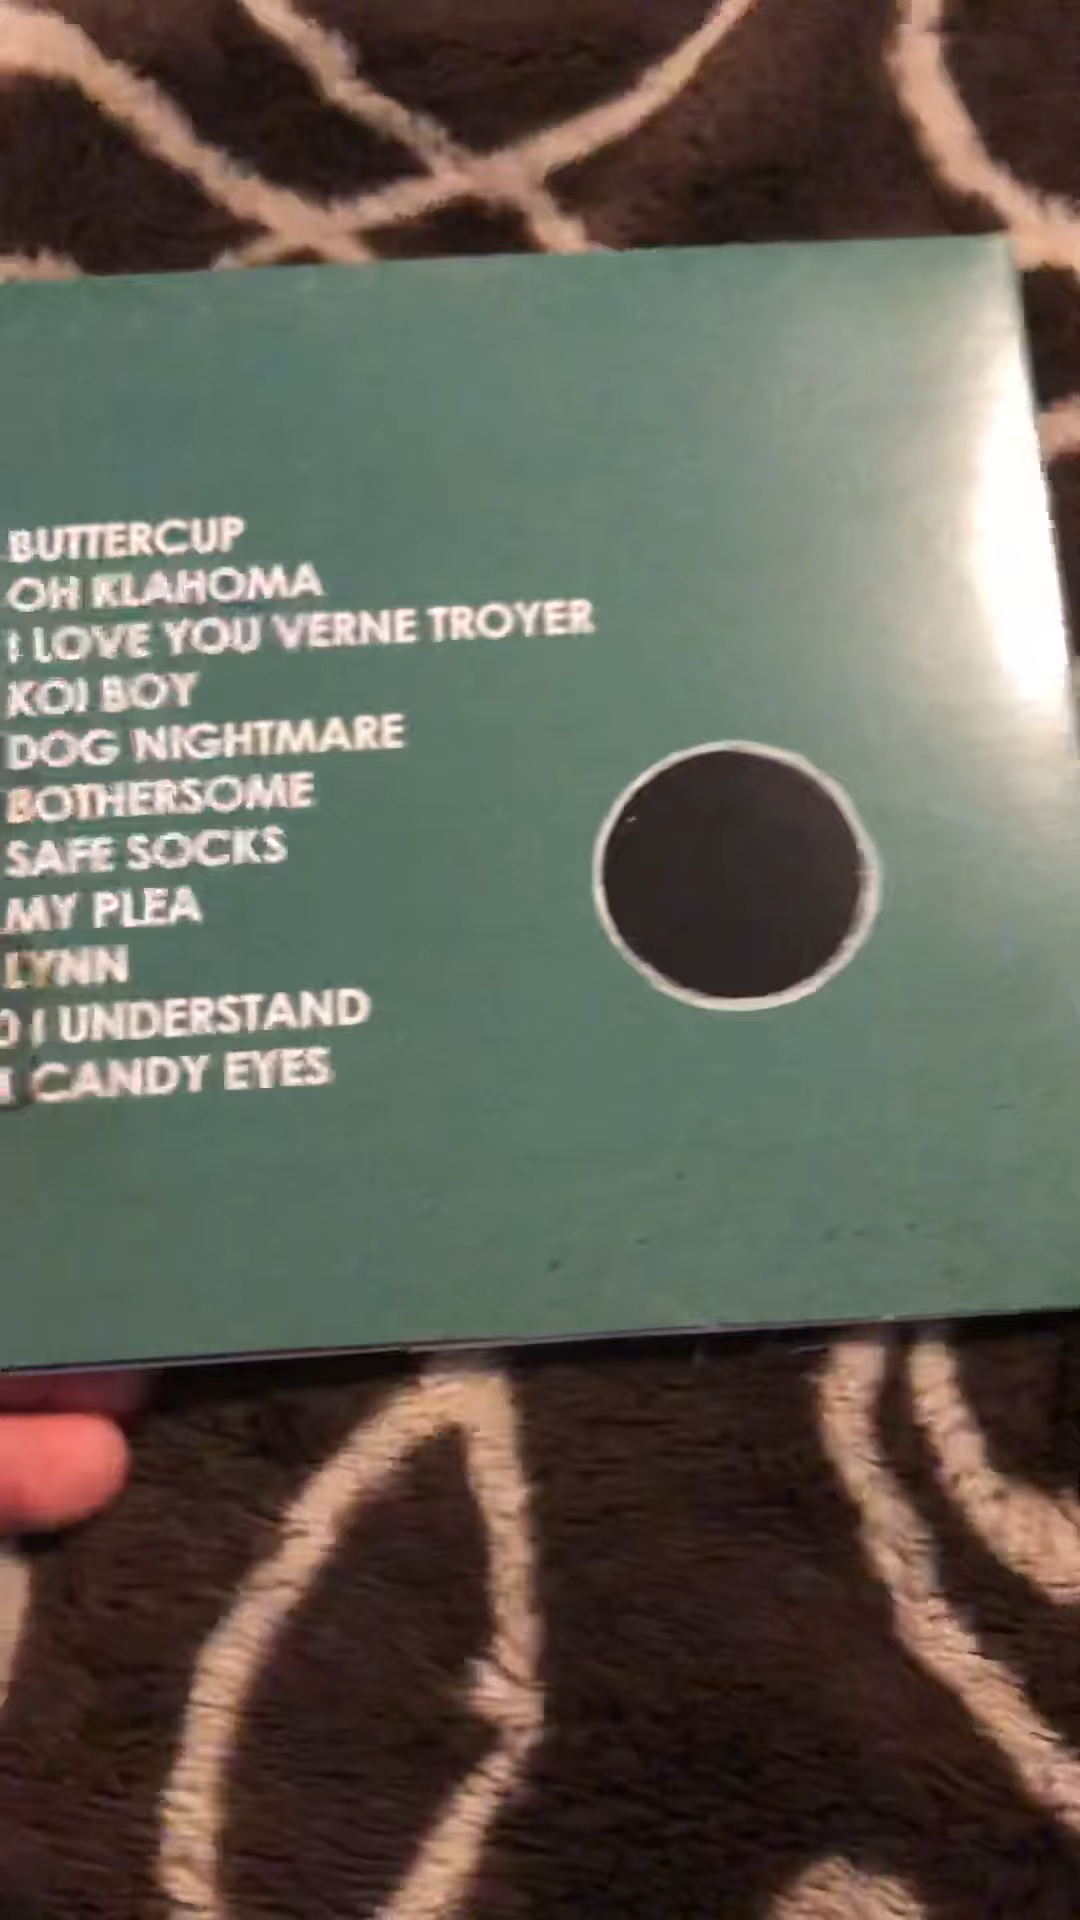 BUTTERCUP
OH KLAHOMA
I LOVE YOU VERNE TROYER
KOI BOY
DOG NIGHTMARE
BOTHERSOME
SAFE SOCKS
MY PLEA
LYNN
0 I UNDERSTAND
CANDY EYES